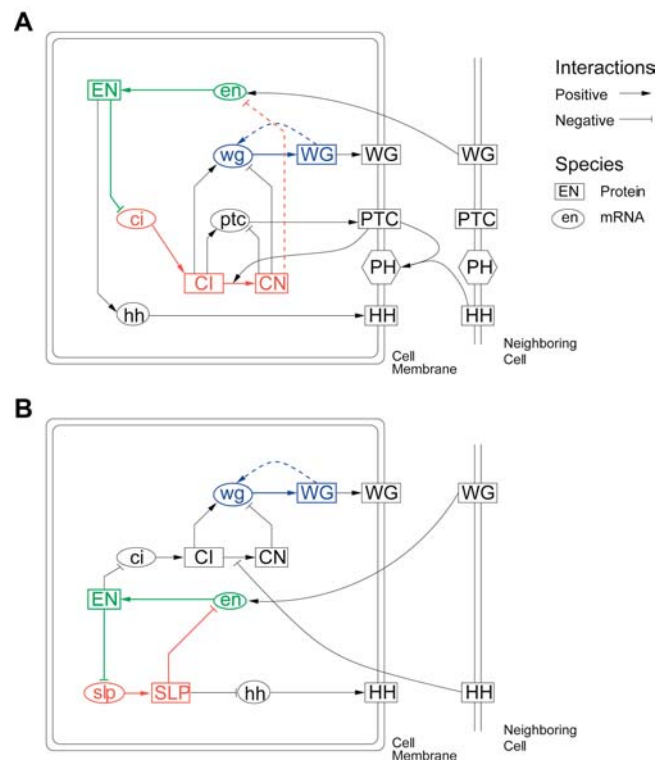 A
EN
en
WG
wg
WG
WG
ci
ptc
PTC
PTC
CI
CN
PH
PH
hh
HH
HH
Cell
Membrane
Neighboring
Cell
Interactions
Positive
Negative
Species
EN Protein
en mRNA
B
wg
WG
WG
WG
ci
CI
CN
EN
en
slp
SLP
hh
HH
HH
Cell
Membrane
Neighboring
Cell